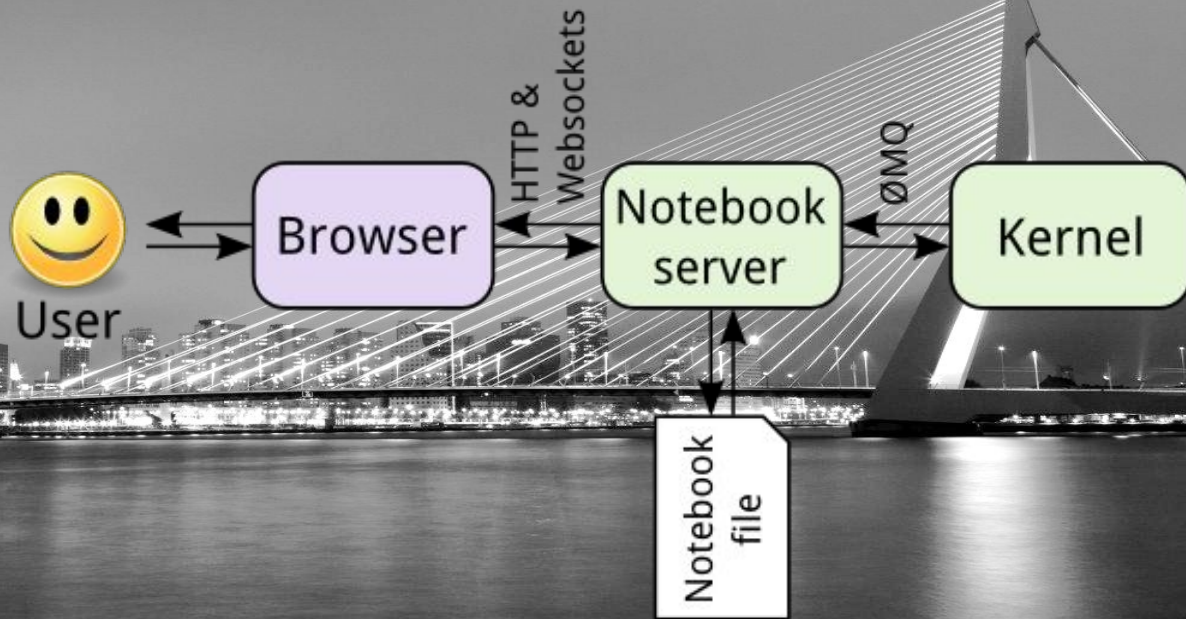 User
Browser
HTTP &
Websockets
Notebook
server
ØMQ
Kernel
Notebook
file